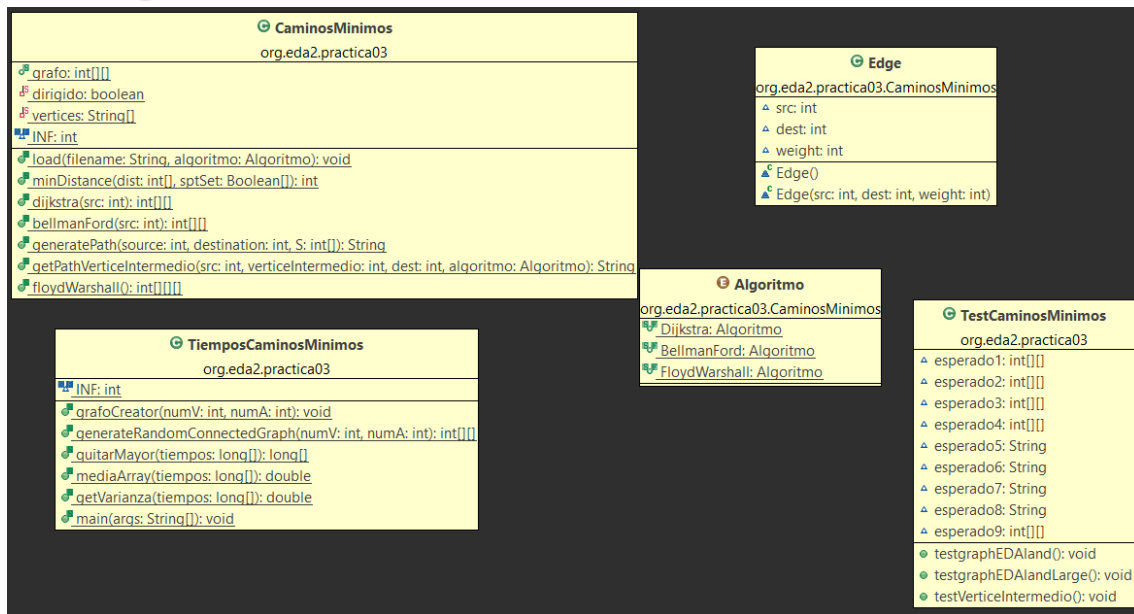 CaminosMinimos
org.eda2.practica03
grafo: int[][]
dirigido: boolean
vertices: String[]
INF: int
load(filename: String, algoritmo: Algoritmo): void
minDistance(dist: int[], sptSet: Boolean[]): int
dijkstra(src: int): int[][]
bellmanFord(src: int): int[][]
generatePath(source: int, destination: int, S: int[]): String
getPathVerticeIntermedio(src: int, verticeIntermedio: int, dest: int, algoritmo: Algoritmo): String
floydWarshall(): int[][][]
Edge
org.eda2.practica03.CaminosMinimos
src: int
dest: int
weight: int
Edge()
Edge(src: int, dest: int, weight: int)
Algoritmo
org.eda2.practica03.CaminosMinimos
Dijkstra: Algoritmo
BellmanFord: Algoritmo
FloydWarshall: Algoritmo
TiemposCaminosMinimos
org.eda2.practica03
INF: int
grafoCreator(numV: int, numA: int): void
generateRandomConnectedGraph(numV: int, numA: int): int[][]
quitarMayor(tiempos: long[]): long[]
mediaArray(tiempos: long[]): double
getVarianza(tiempos: long[]): double
main(args: String[]): void
TestCaminosMinimos
org.eda2.practica03
esperado1: int[][]
esperado2: int[][]
esperado3: int[][]
esperado4: int[][]
esperado5: String
esperado6: String
esperado7: String
esperado8: String
esperado9: int[][]
testgraphEDAland(): void
testgraphEDAlandLarge(): void
testVerticeIntermedio(): void